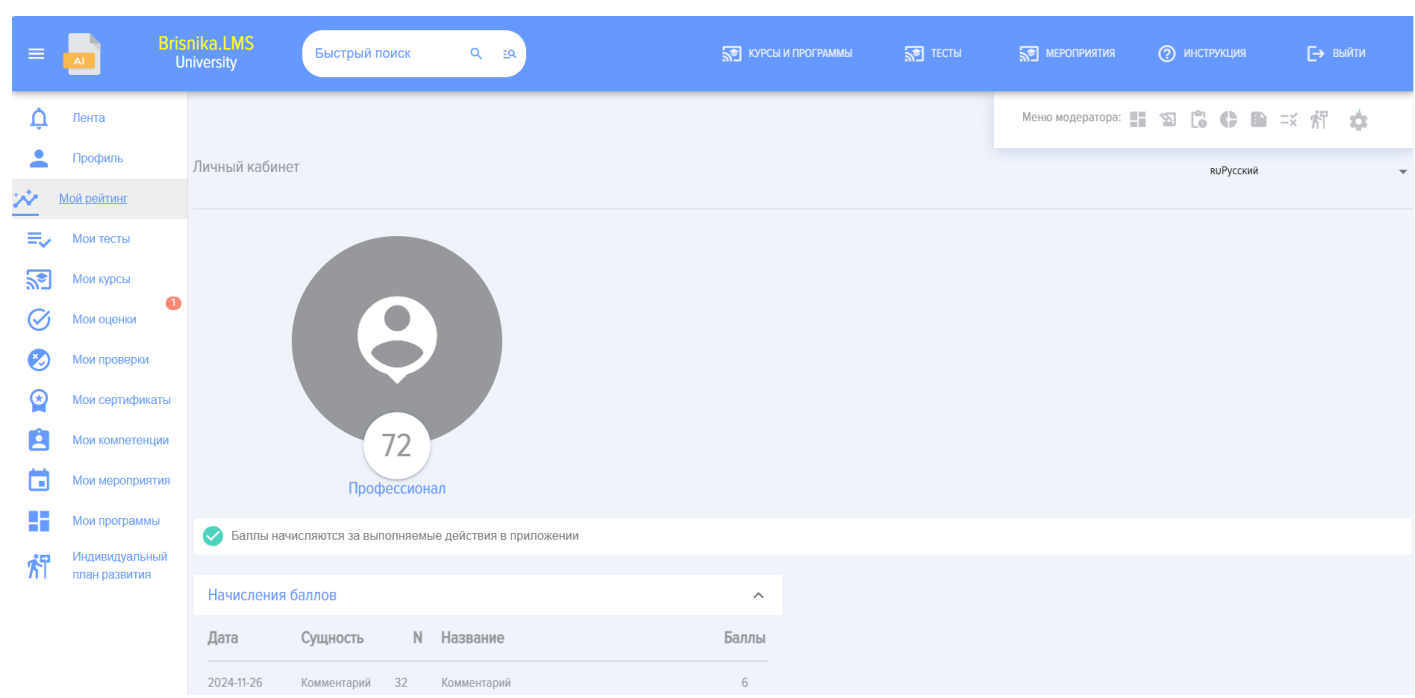 AI
Brisnika.LMS
University
Быстрый поиск
КУРСЫ И ПРОГРАММЫ
ТЕСТЫ
МЕРОПРИЯТИЯ
ИНСТРУКЦИЯ
ВЫЙТИ
Меню модератора:
Лента
Профиль
Мой рейтинг
Мои тесты
Мои курсы
1
Мои оценки
Мои проверки
Мои сертификаты
Мои компетенции
Мои мероприятия
Мои программы
Индивидуальный
план развития
Личный кабинет
RUРусский
72
Профессионал
Баллы начисляются за выполняемые действия в приложении
Начисления баллов
Дата Сущность N Название Баллы
2024-11-26 Комментарий 32 Комментарий 6